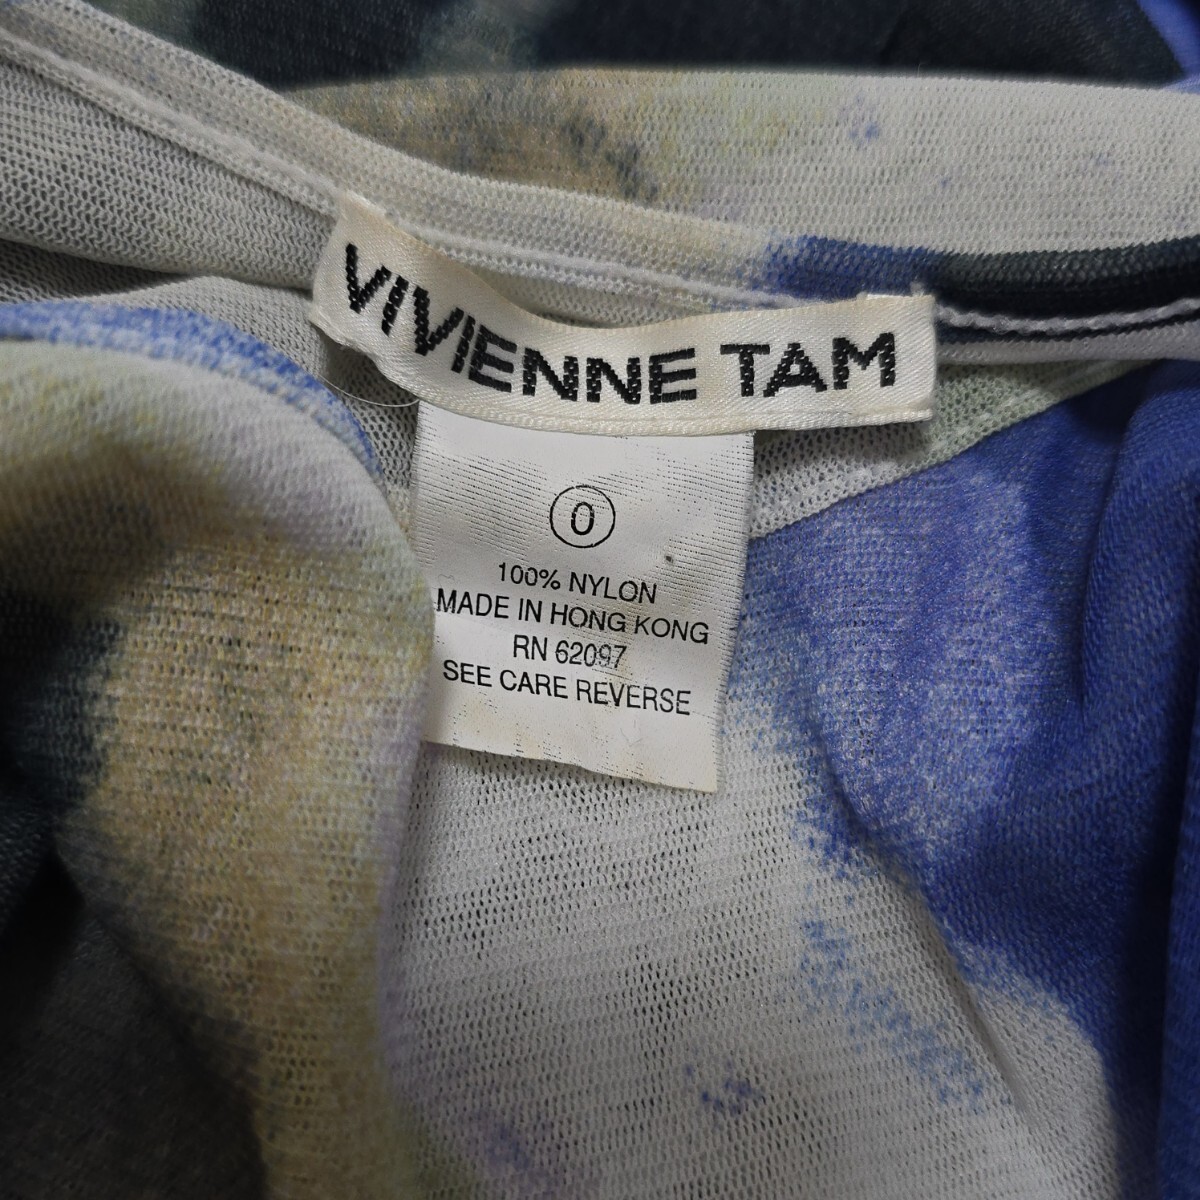 VIVIENNE TAM
0
100% NYLON
MADE IN HONG KONG
RN 62097
SEE CARE REVERSE